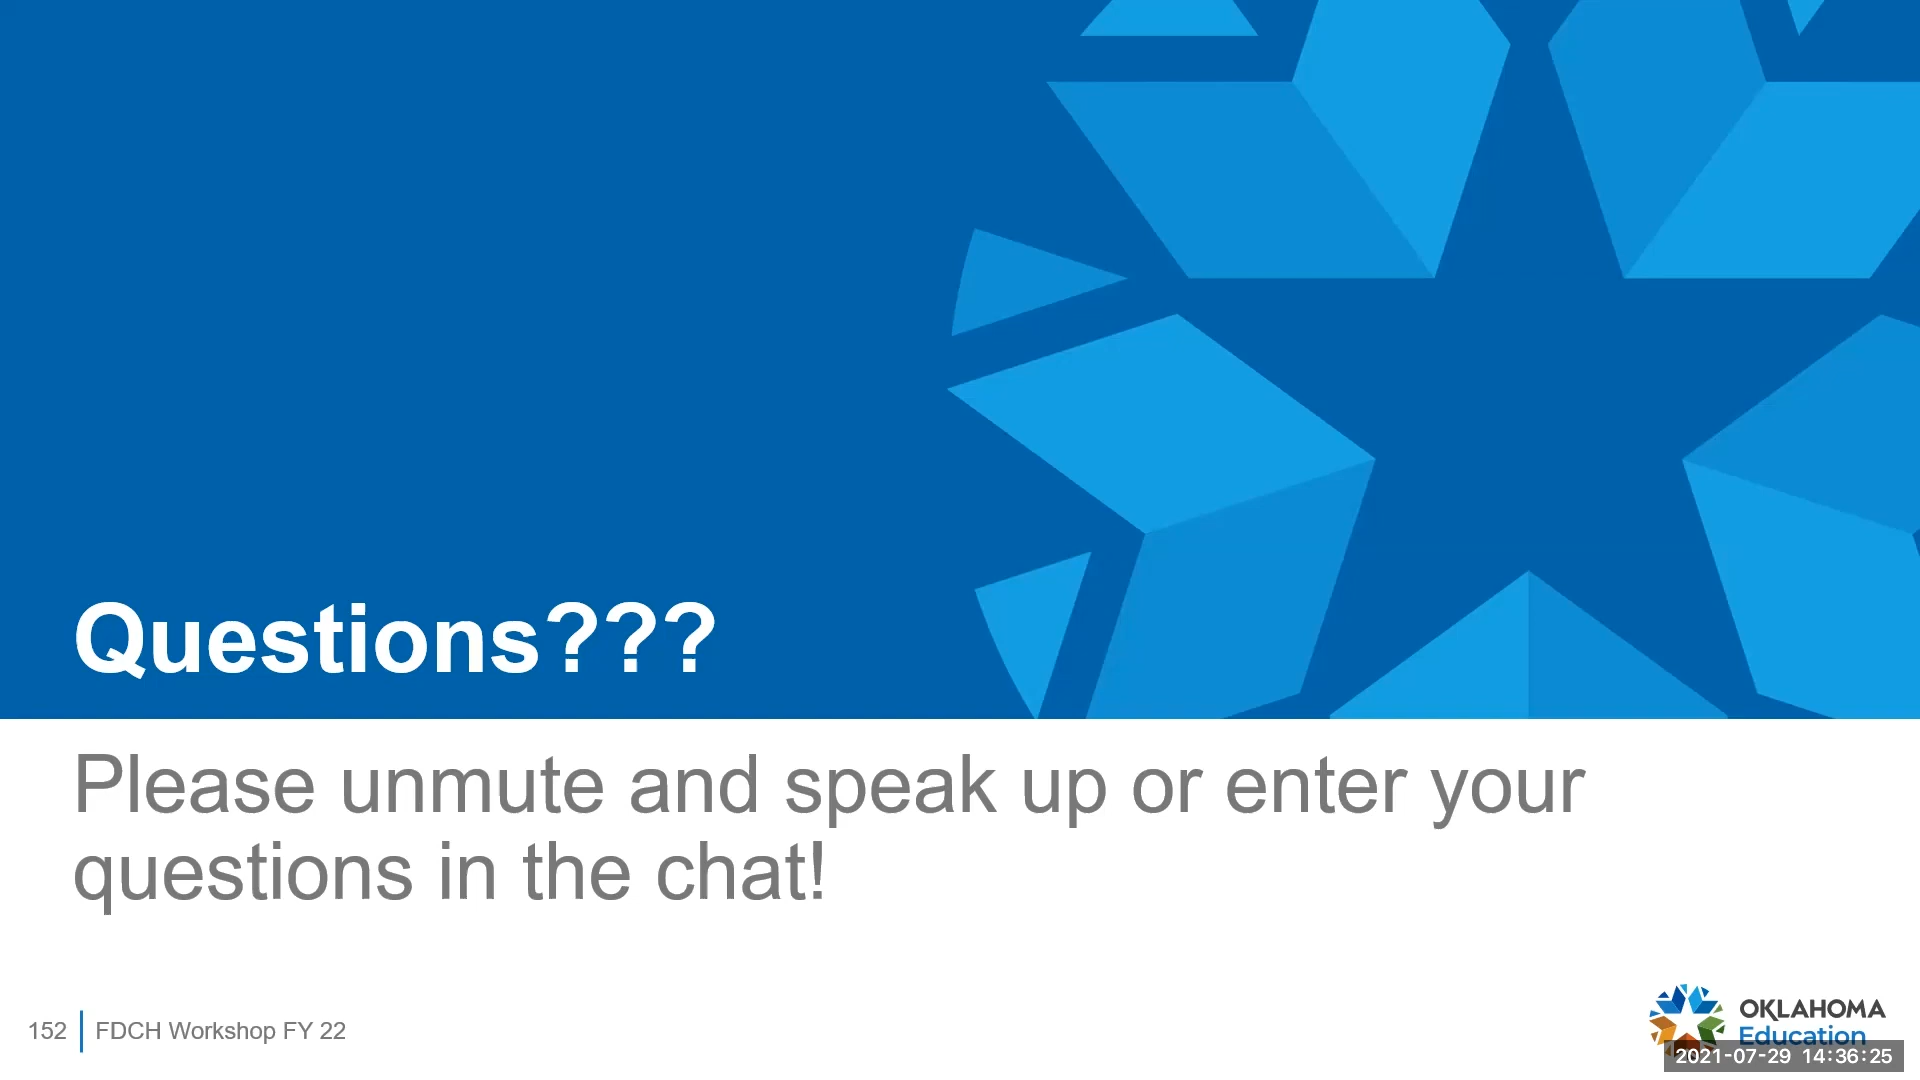 Questions???
Please unmute and speak up or enter your
questions in the chat!
152
FDCH Workshop FY 22
OKLAHOMA
Education
2021-07-29 14:36:25